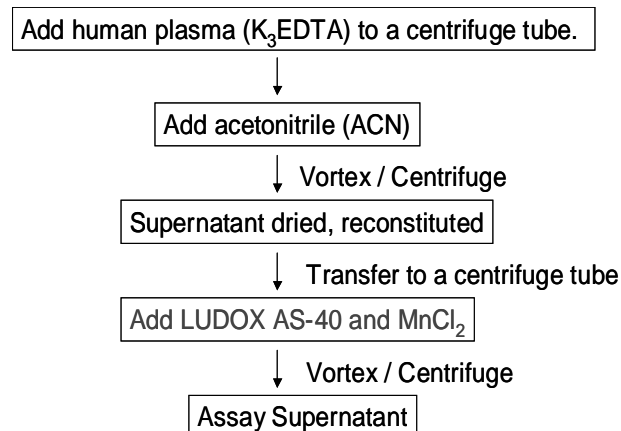 Add human plasma (K₃EDTA) to a centrifuge tube.
Add acetonitrile (ACN)
Vortex / Centrifuge
Supernatant dried, reconstituted
Transfer to a centrifuge tube
Add LUDOX AS-40 and MnCl₂
Vortex / Centrifuge
Assay Supernatant